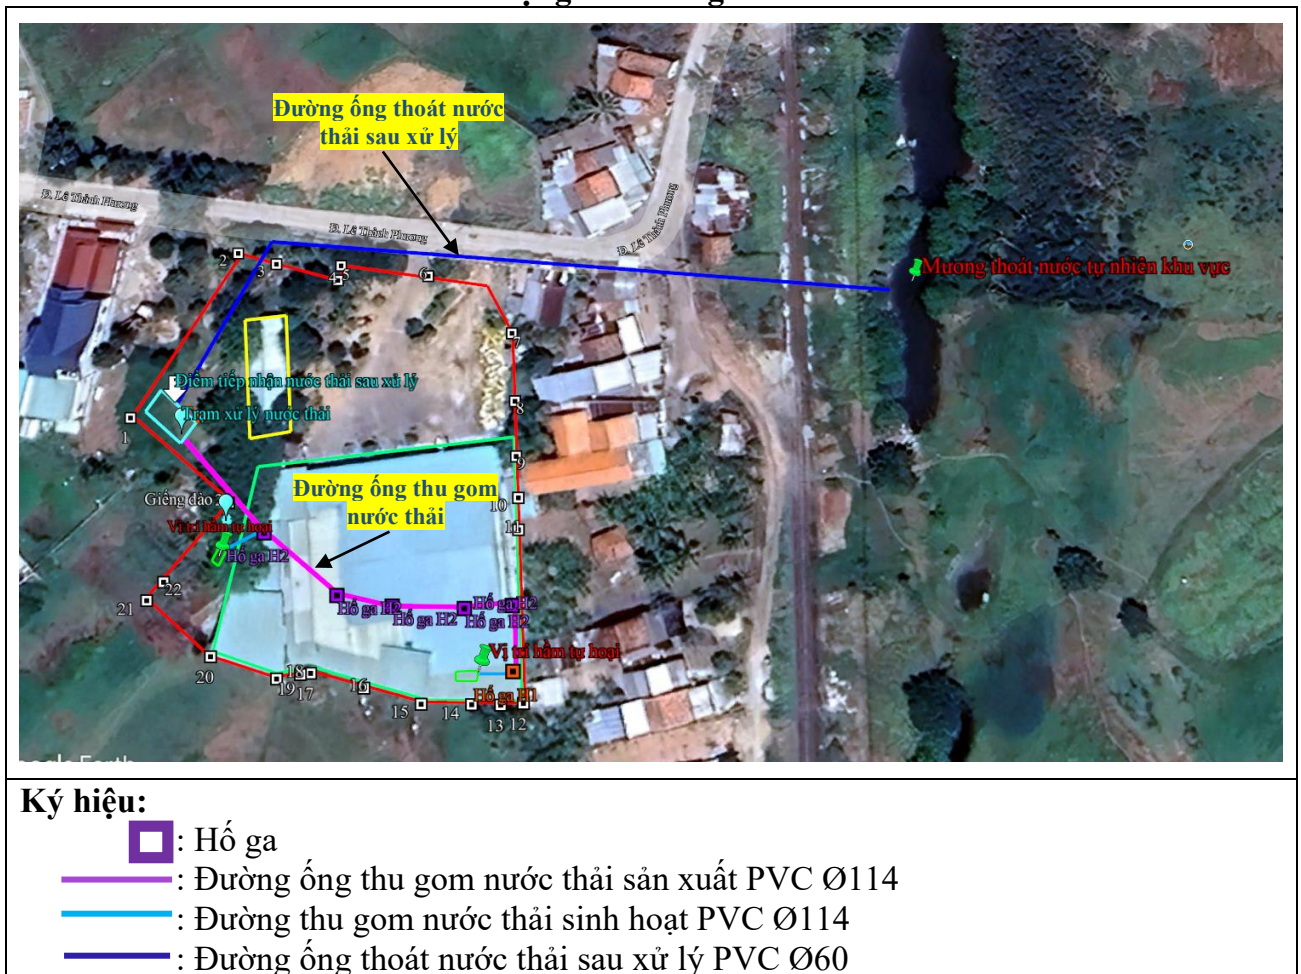 Đường ống thoát nước
thải sau xử lý
Đ. Lê Thành Phương
Đ. Lê Thành Phương
Đ. Lê Thành Phương
Mương thoát nước tự nhiên khu vực
2
3
4
5
6
7
8
9
10
11
1
Điểm tiếp nhận nước thải sau xử lý
Trạm xử lý nước thải
Đường ống thu gom
nước thải
Giếng đào
Vị trí hầm tự hoại
Hố ga H2
22
21
Hố ga H2
Hố ga H2
Hố ga H2
Hố ga H2
Vị trí hầm tự hoại
Hố ga H1
20
19
18
17
16
15
14
13
12
Ký hiệu:
: Hố ga
: Đường ống thu gom nước thải sản xuất PVC Ø114
: Đường thu gom nước thải sinh hoạt PVC Ø114
: Đường ống thoát nước thải sau xử lý PVC Ø60